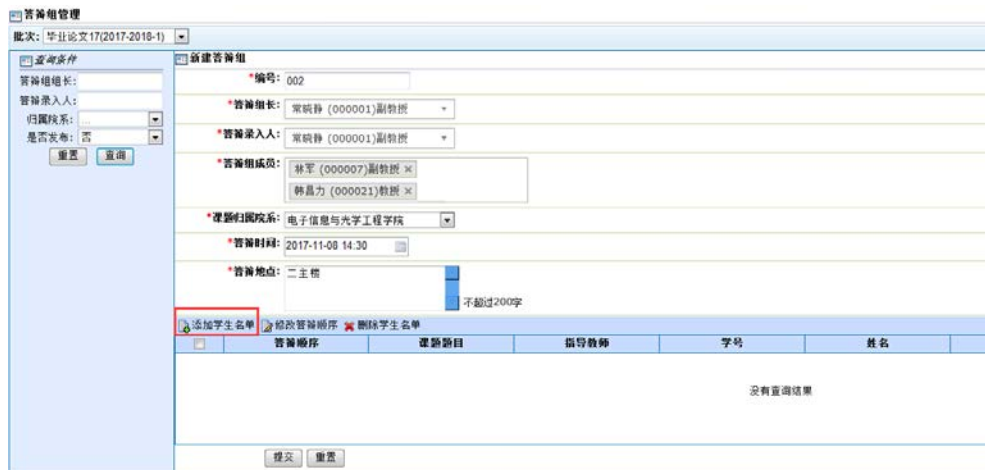 答辩组管理
批次: 毕业论文17(2017-2018-1)
查询条件
答辩组组长:
答辩录入人:
归属院系: ...
是否发布: 否
重置 查询
新建答辩组
*编号: 002
*答辩组长: 常晓静 (000001)副教授
*答辩录入人: 常晓静 (000001)副教授
*答辩组成员: 林军 (000007)副教授 ×
韩昌力 (000021)教授 ×
*课题归属院系: 电子信息与光学工程学院
*答辩时间: 2017-11-08 14:30
*答辩地点: 二主楼
不超过200字
添加学生名单 修改答辩顺序 删除学生名单
答辩顺序 课题题目 指导教师 学号 姓名
没有查询结果
提交 重置